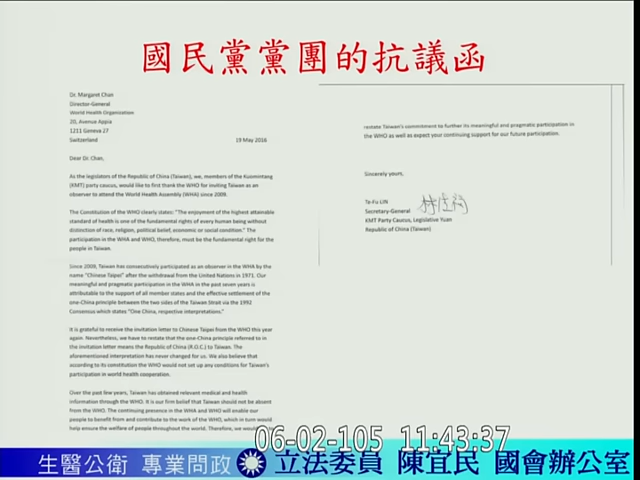 國民黨黨團的抗議函
Dr. Margaret Chan
Director-General
World Health Organization
20, Avenue Appia
1211 Geneva 27
Switzerland 19 May 2016
Dear Dr. Chan,
As the legislators of the Republic of China (Taiwan), we, members of the Kuomintang
(KMT) party caucus, would like to first thank the WHO for inviting Taiwan as an
observer to attend the World Health Assembly (WHA) since 2009.
The Constitution of the WHO clearly states: "The enjoyment of the highest attainable
standard of health is one of the fundamental rights of every human being without
distinction of race, religion, political belief, economic or social condition." The
participation in the WHA and WHO, therefore, must be the fundamental right for the
people in Taiwan.
Since 2009, Taiwan has consecutively participated as an observer in the WHA by the
name "Chinese Taipei" after the withdrawal from the United Nations in 1971. Our
meaningful and pragmatic participation in the WHA in the past seven years is
attributable to the support of all member states and the effective settlement of the
one-China principle between the two sides of the Taiwan Strait via the 1992
Consensus which states "One China, respective interpretations."
It is grateful to receive the invitation letter to Chinese Taipei from the WHO this year
again. Nevertheless, we have to restate that the one-China principle referred to in
the invitation letter means the Republic of China (R.O.C.) to Taiwan. The
aforementioned interpretation has never changed for us. We also believe that
according to its constitution the WHO would not set up any conditions for Taiwan's
participation in world health cooperation.
Over the past few years, Taiwan has obtained relevant medical and health
information through the WHO. It is our firm belief that Taiwan should not be absent
from the WHO. The continuing presence in the WHA and WHO will enable our
people to benefit from and contribute to the work of the WHO, which in turn would
help ensure the welfare of people throughout the world. Therefore, we would
restate Taiwan's commitment to further its meaningful and pragmatic participation in
the WHO as well as expect your continuing support for our future participation.
Sincerely yours,
Te-Fu LIN
Secretary-General
KMT Party Caucus, Legislative Yuan
Republic of China (Taiwan)
06-02-105 11:43:37
生醫公衛 專業問政 立法委員 陳宜民 國會辦公室